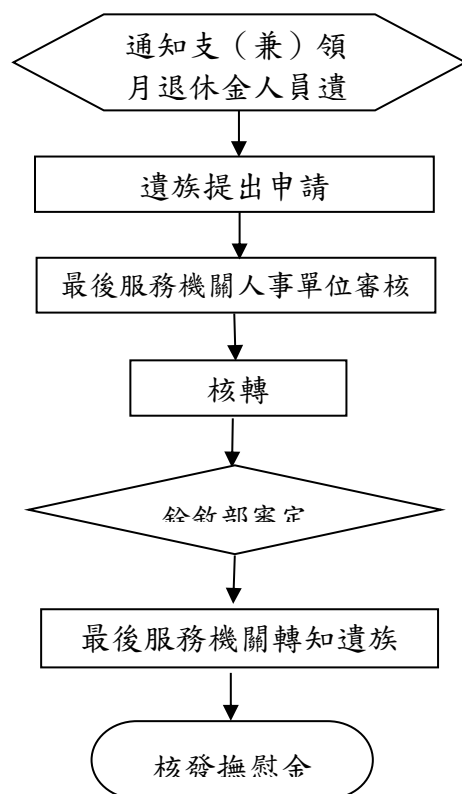 通知支（兼）領
月退休金人員遺
遺族提出申請
最後服務機關人事單位審核
核轉
銓敘部審定
最後服務機關轉知遺族
核發撫慰金